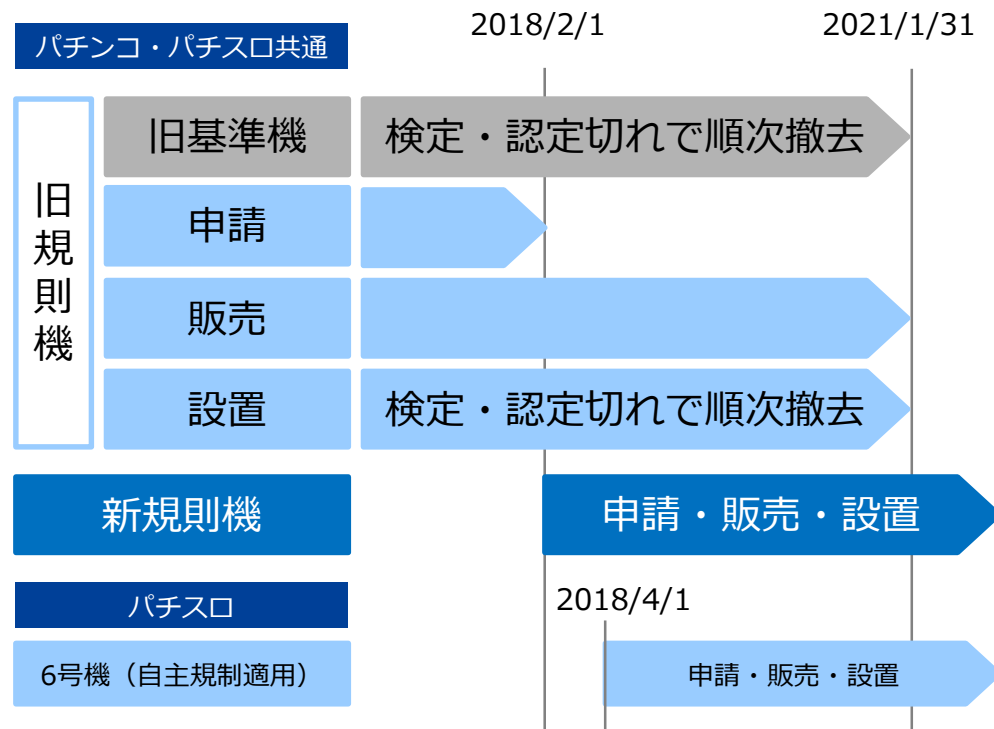 2018/2/1
2021/1/31
パチンコ・パチスロ共通
旧規則機
旧基準機
検定・認定切れで順次撤去
申請
販売
設置
検定・認定切れで順次撤去
新規則機
申請・販売・設置
パチスロ
2018/4/1
6号機（自主規制適用）
申請・販売・設置